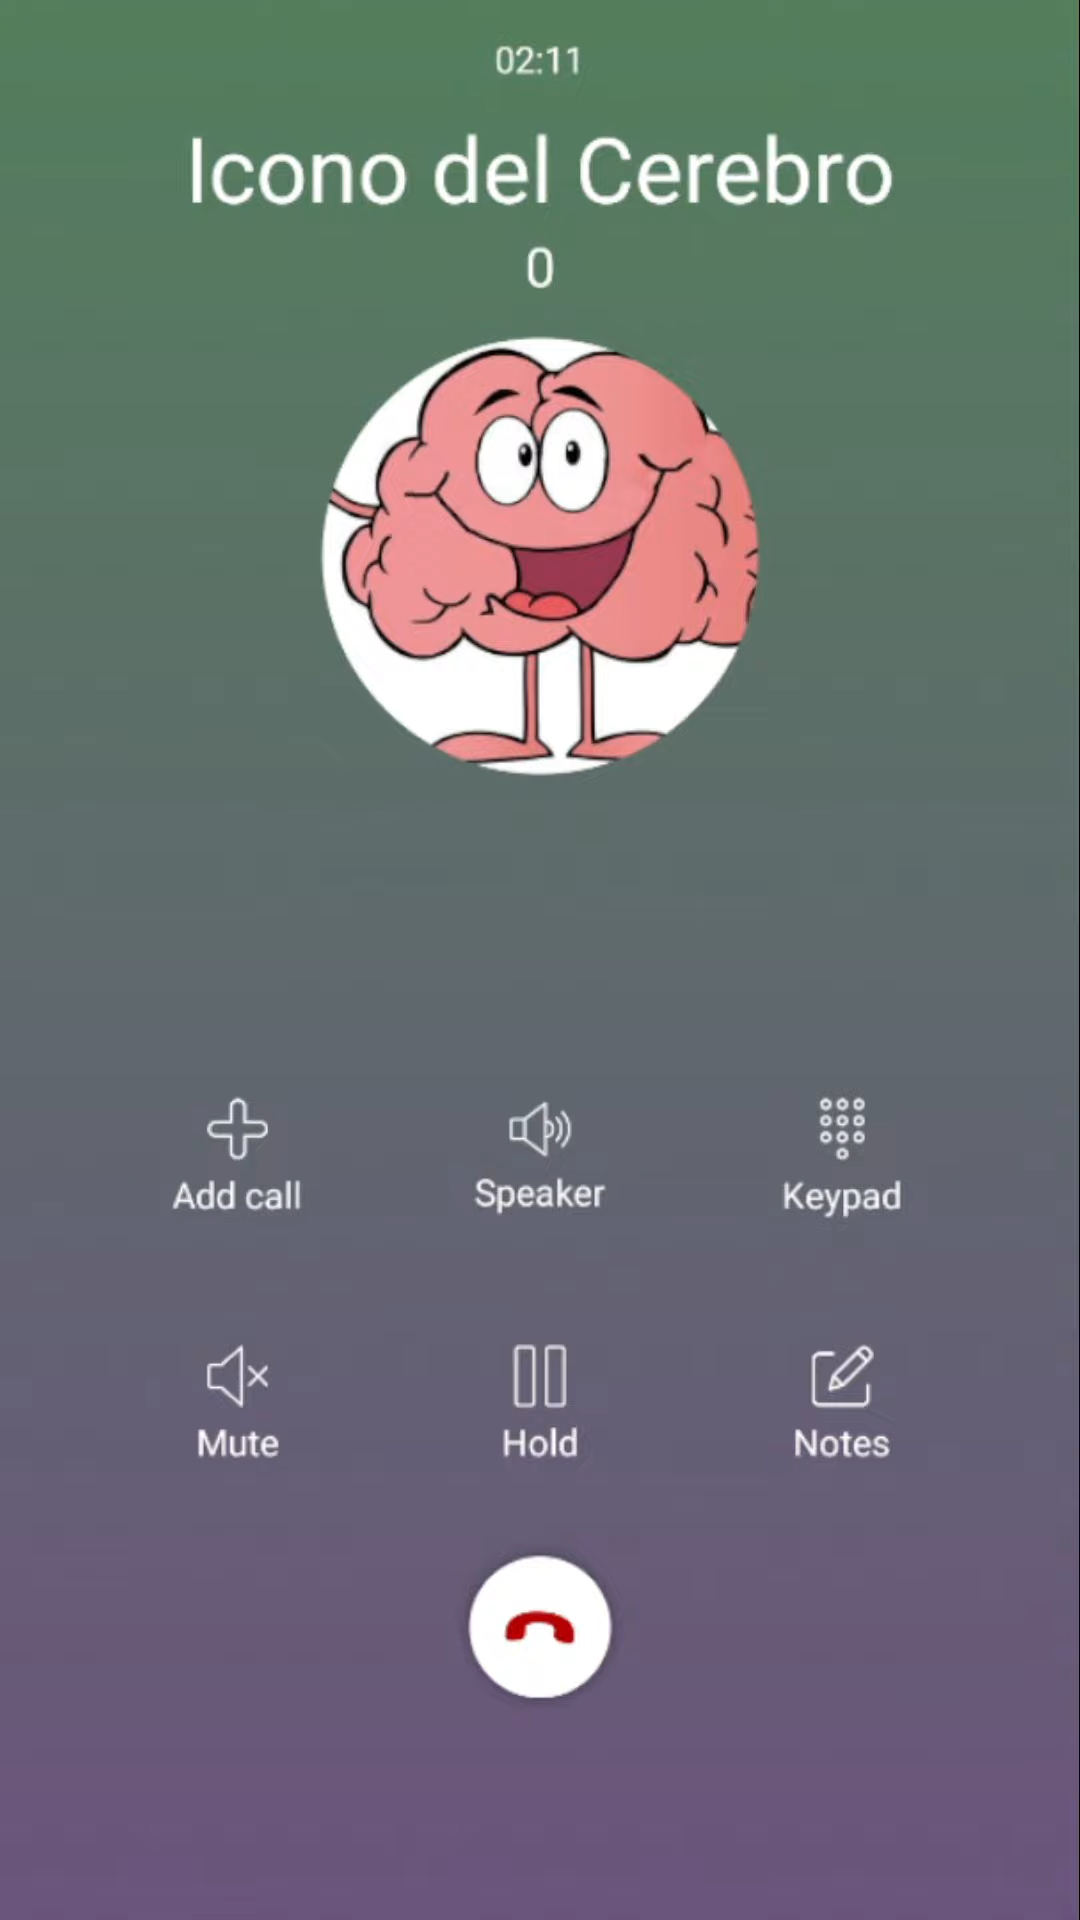 02:11
Icono del Cerebro
0
Add call
Speaker
Keypad
Mute
Hold
Notes